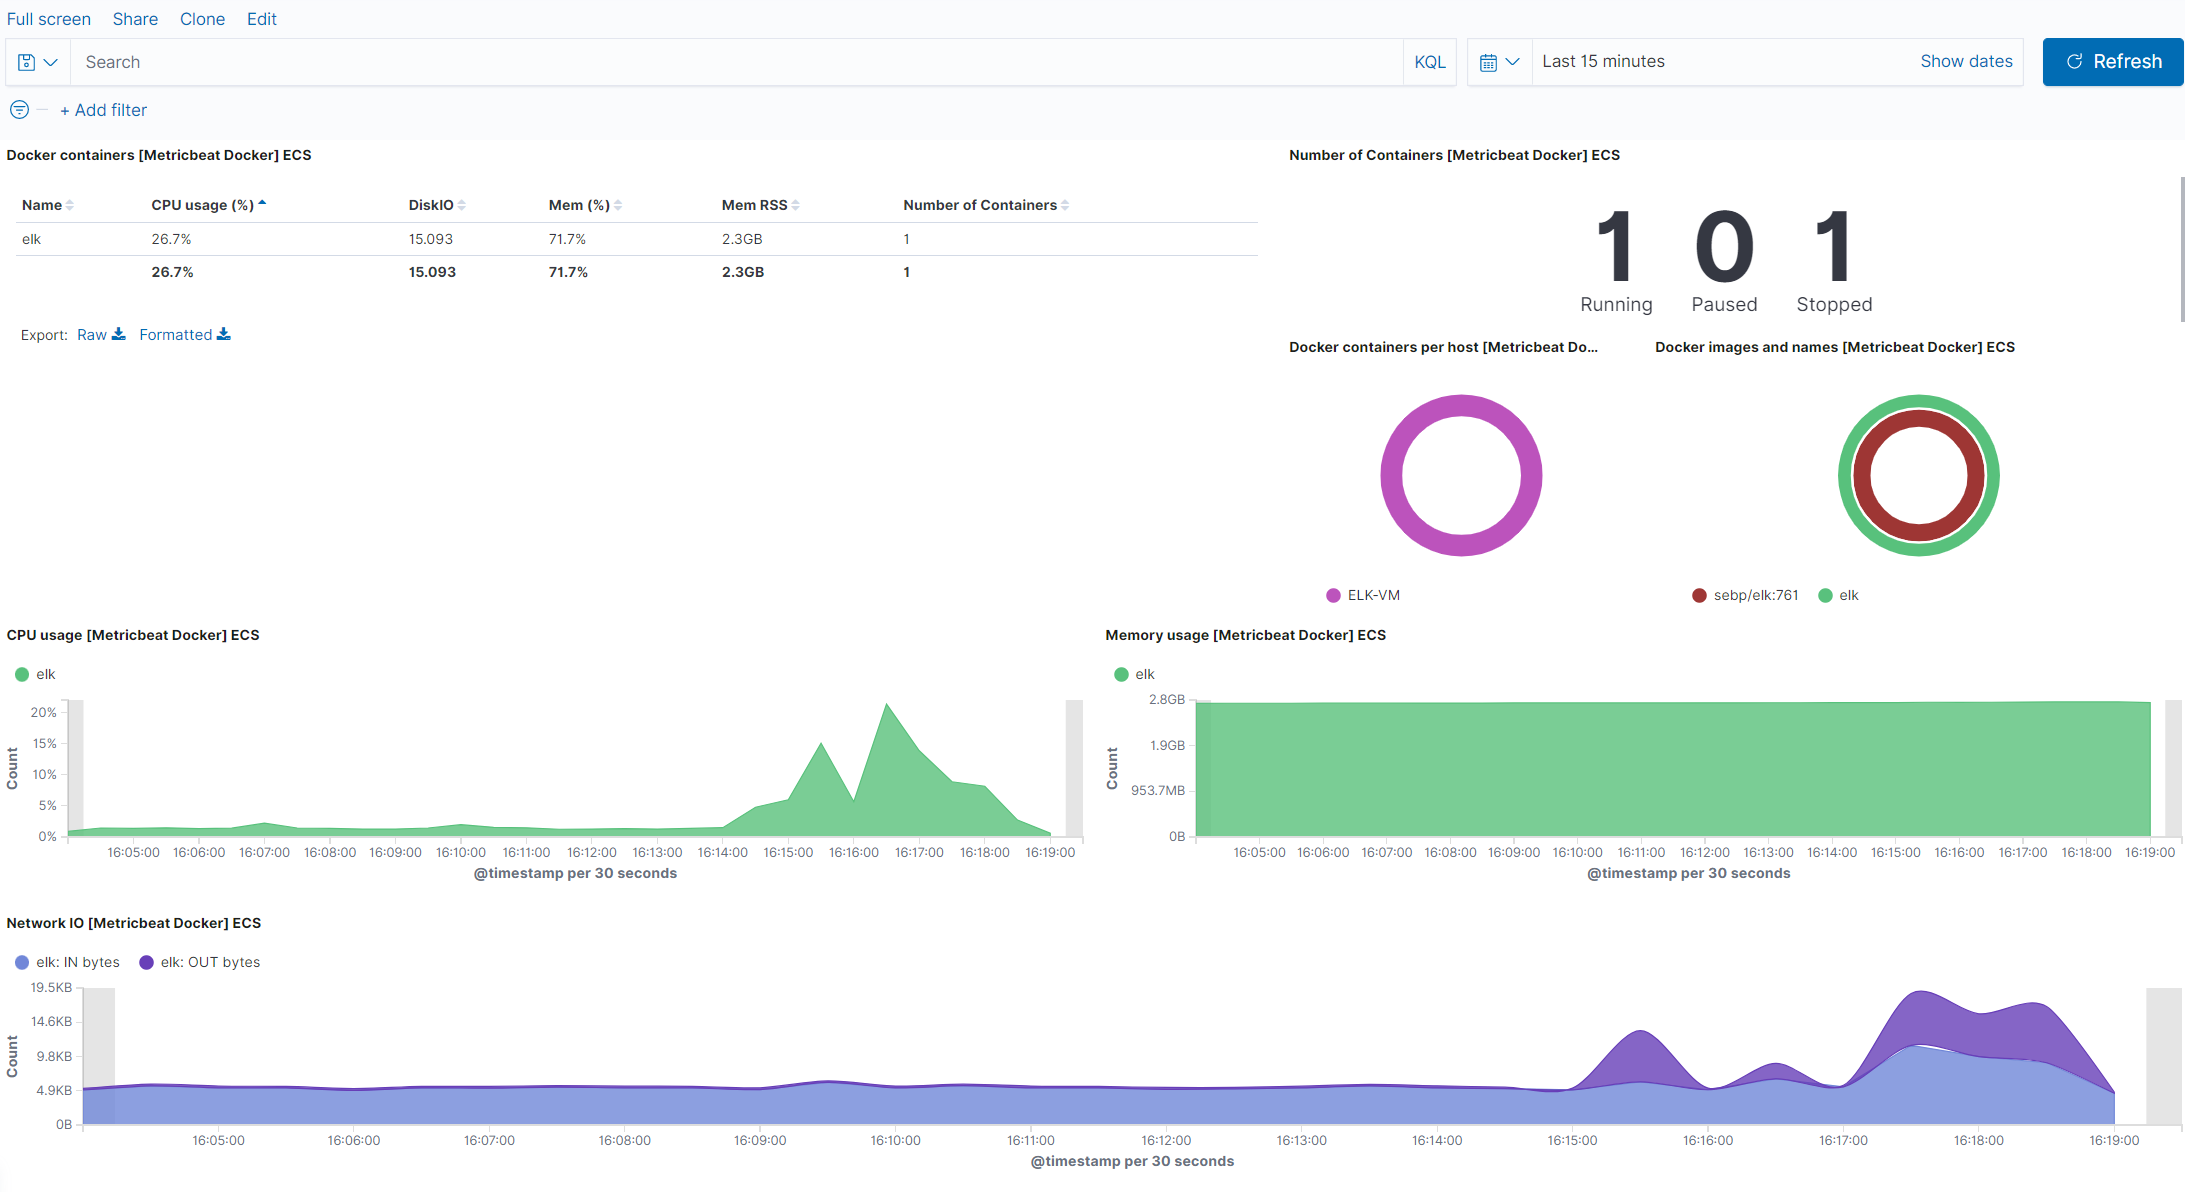 Full screen Share Clone Edit
Search KQL Last 15 minutes Show dates Refresh
+ Add filter
Docker containers [Metricbeat Docker] ECS
Name CPU usage (%) DiskIO Mem (%) Mem RSS Number of Containers
elk 26.7% 15.093 71.7% 2.3GB 1
26.7% 15.093 71.7% 2.3GB 1
Export: Raw Formatted
Number of Containers [Metricbeat Docker] ECS
1 0 1
Running Paused Stopped
Docker containers per host [Metricbeat Do...
ELK-VM
Docker images and names [Metricbeat Docker] ECS
sebp/elk:761 elk
CPU usage [Metricbeat Docker] ECS
elk
20%
15%
10%
5%
0%
Count
16:05:00 16:06:00 16:07:00 16:08:00 16:09:00 16:10:00 16:11:00 16:12:00 16:13:00 16:14:00 16:15:00 16:16:00 16:17:00 16:18:00 16:19:00
@timestamp per 30 seconds
Memory usage [Metricbeat Docker] ECS
elk
2.8GB
1.9GB
953.7MB
0B
Count
16:05:00 16:06:00 16:07:00 16:08:00 16:09:00 16:10:00 16:11:00 16:12:00 16:13:00 16:14:00 16:15:00 16:16:00 16:17:00 16:18:00 16:19:00
@timestamp per 30 seconds
Network IO [Metricbeat Docker] ECS
elk: IN bytes elk: OUT bytes
19.5KB
14.6KB
9.8KB
4.9KB
0B
Count
16:05:00 16:06:00 16:07:00 16:08:00 16:09:00 16:10:00 16:11:00 16:12:00 16:13:00 16:14:00 16:15:00 16:16:00 16:17:00 16:18:00 16:19:00
@timestamp per 30 seconds